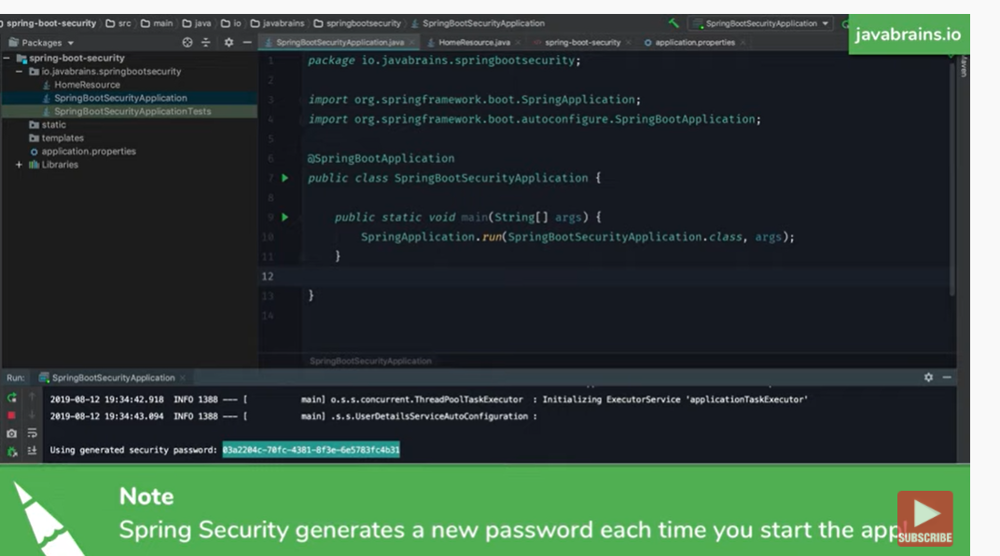 spring-boot-security src main java io javabrains springbootsecurity SpringBootSecurityApplication SpringBootSecurityApplication
javabrains.io
Packages SpringBootSecurityApplication.java HomeResource.java spring-boot-security application.properties
Maven
spring-boot-security
io.javabrains.springbootsecurity
HomeResource
SpringBootSecurityApplication
SpringBootSecurityApplicationTests
static
templates
application.properties
Libraries
1 package io.javabrains.springbootsecurity;
2
3 import org.springframework.boot.SpringApplication;
4 import org.springframework.boot.autoconfigure.SpringBootApplication;
5
6 @SpringBootApplication
7 public class SpringBootSecurityApplication {
8
9 public static void main(String[] args) {
10 SpringApplication.run(SpringBootSecurityApplication.class, args);
11 }
12
13 }
14
SpringBootSecurityApplication
Run: SpringBootSecurityApplication
2019-08-12 19:34:42.918 INFO 1388 --- [ main] o.s.s.concurrent.ThreadPoolTaskExecutor : Initializing ExecutorService 'applicationTaskExecutor'
2019-08-12 19:34:43.094 INFO 1388 --- [ main] .s.s.UserDetailsServiceAutoConfiguration :
Using generated security password: 03a2204c-70fc-4381-8f3e-6e5783fc4b31
Note
Spring Security generates a new password each time you start the app!
SUBSCRIBE